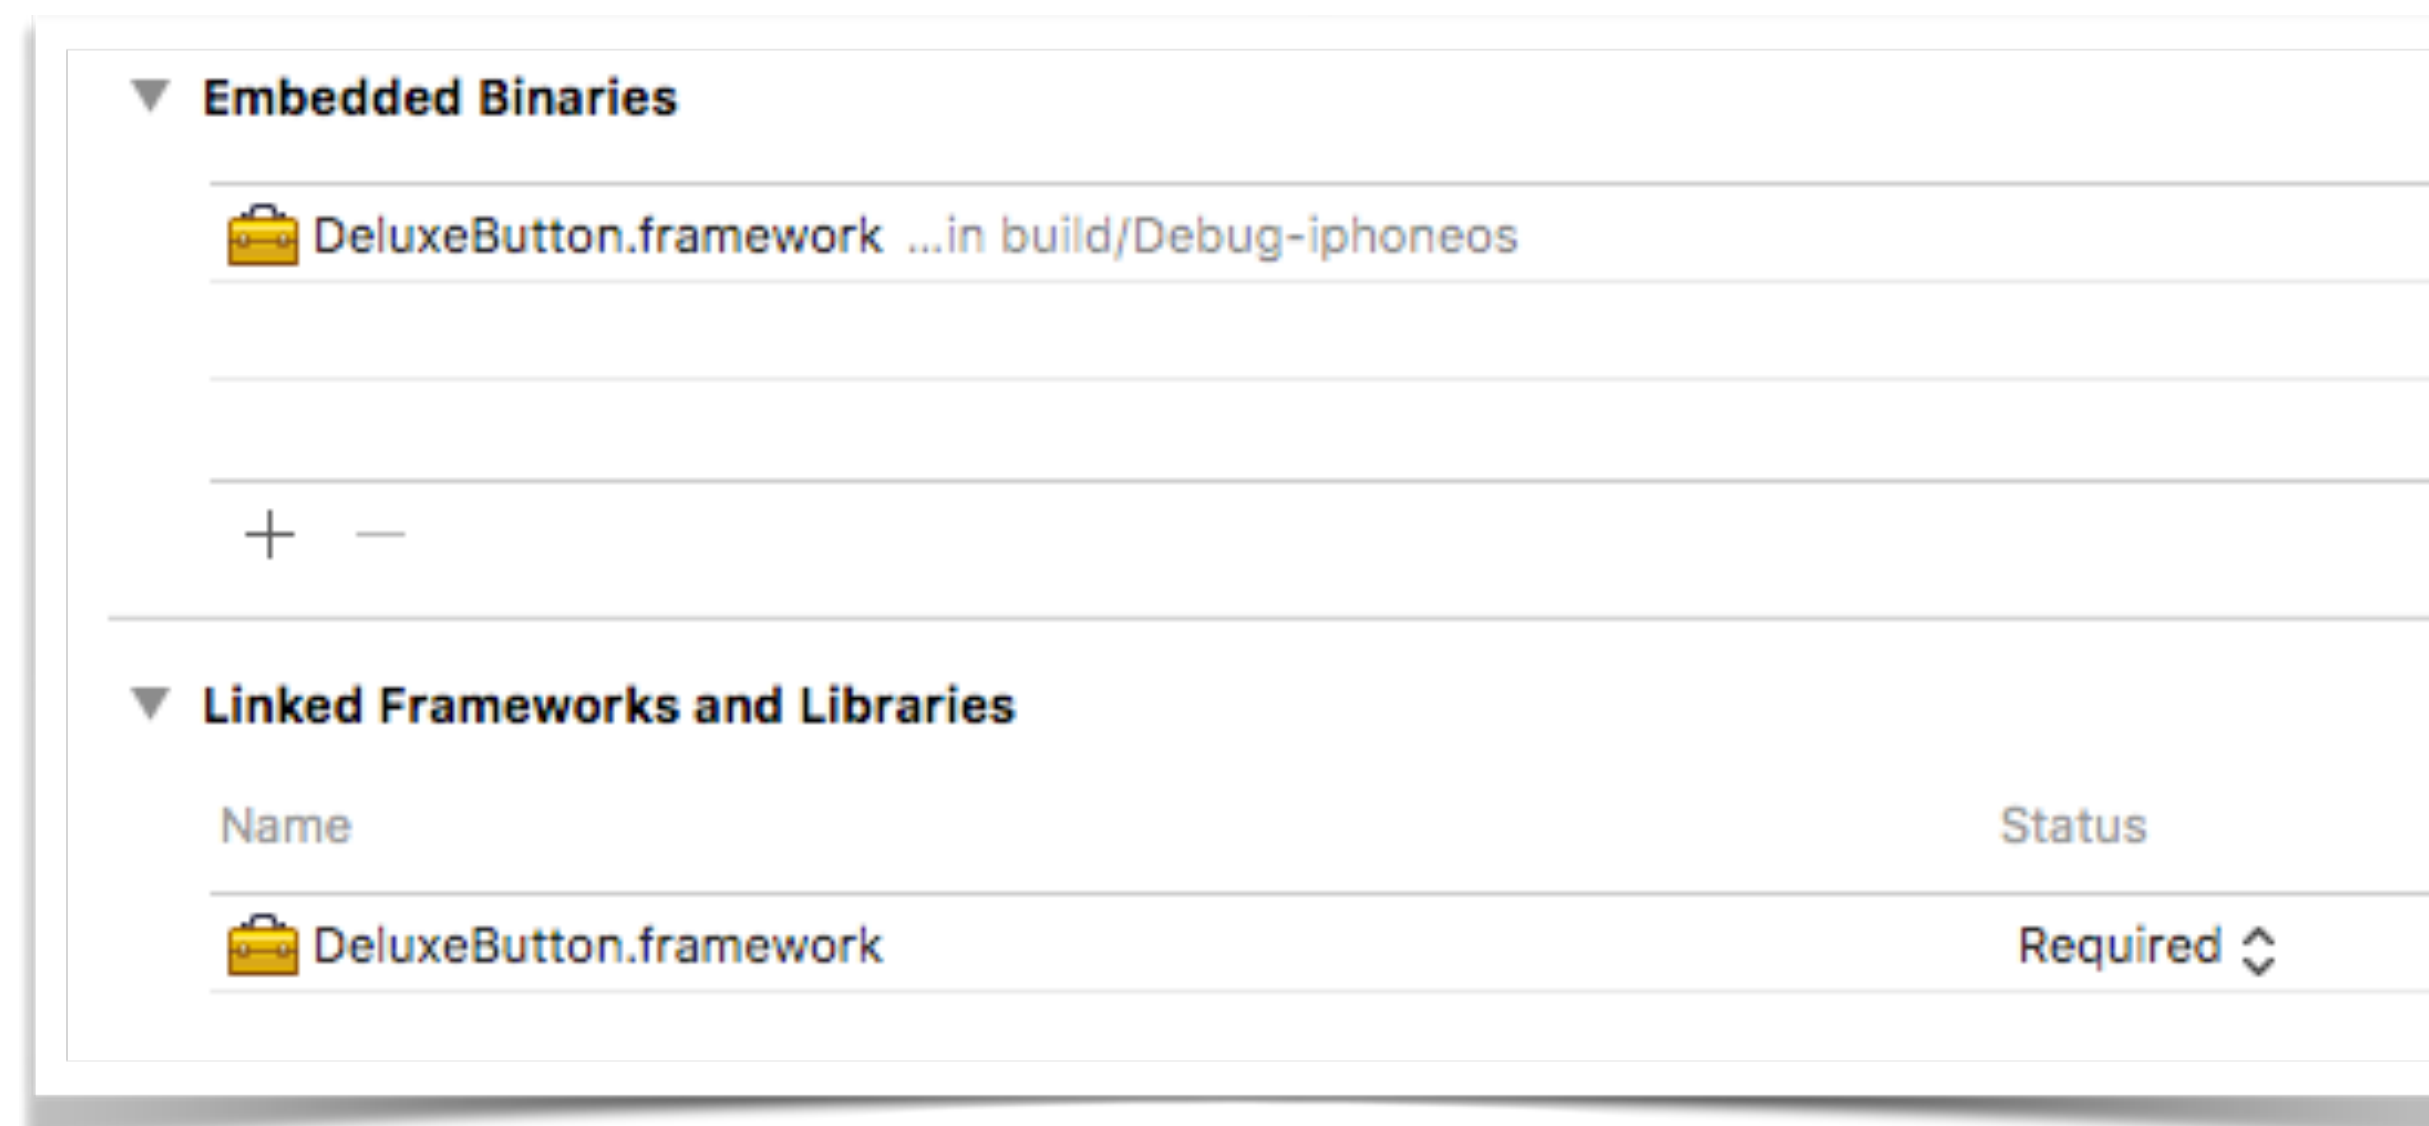 Embedded Binaries
DeluxeButton.framework ...in build/Debug-iphoneos
Linked Frameworks and Libraries
Name Status
DeluxeButton.framework Required